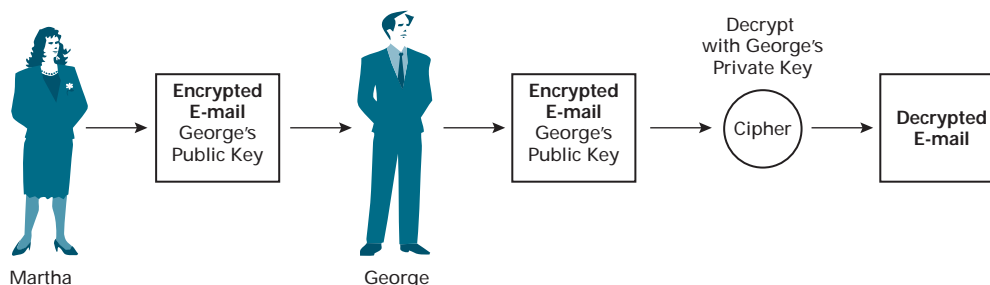 Martha
Encrypted
E-mail
George's
Public Key
George
Encrypted
E-mail
George's
Public Key
Decrypt
with George's
Private Key
Cipher
Decrypted
E-mail